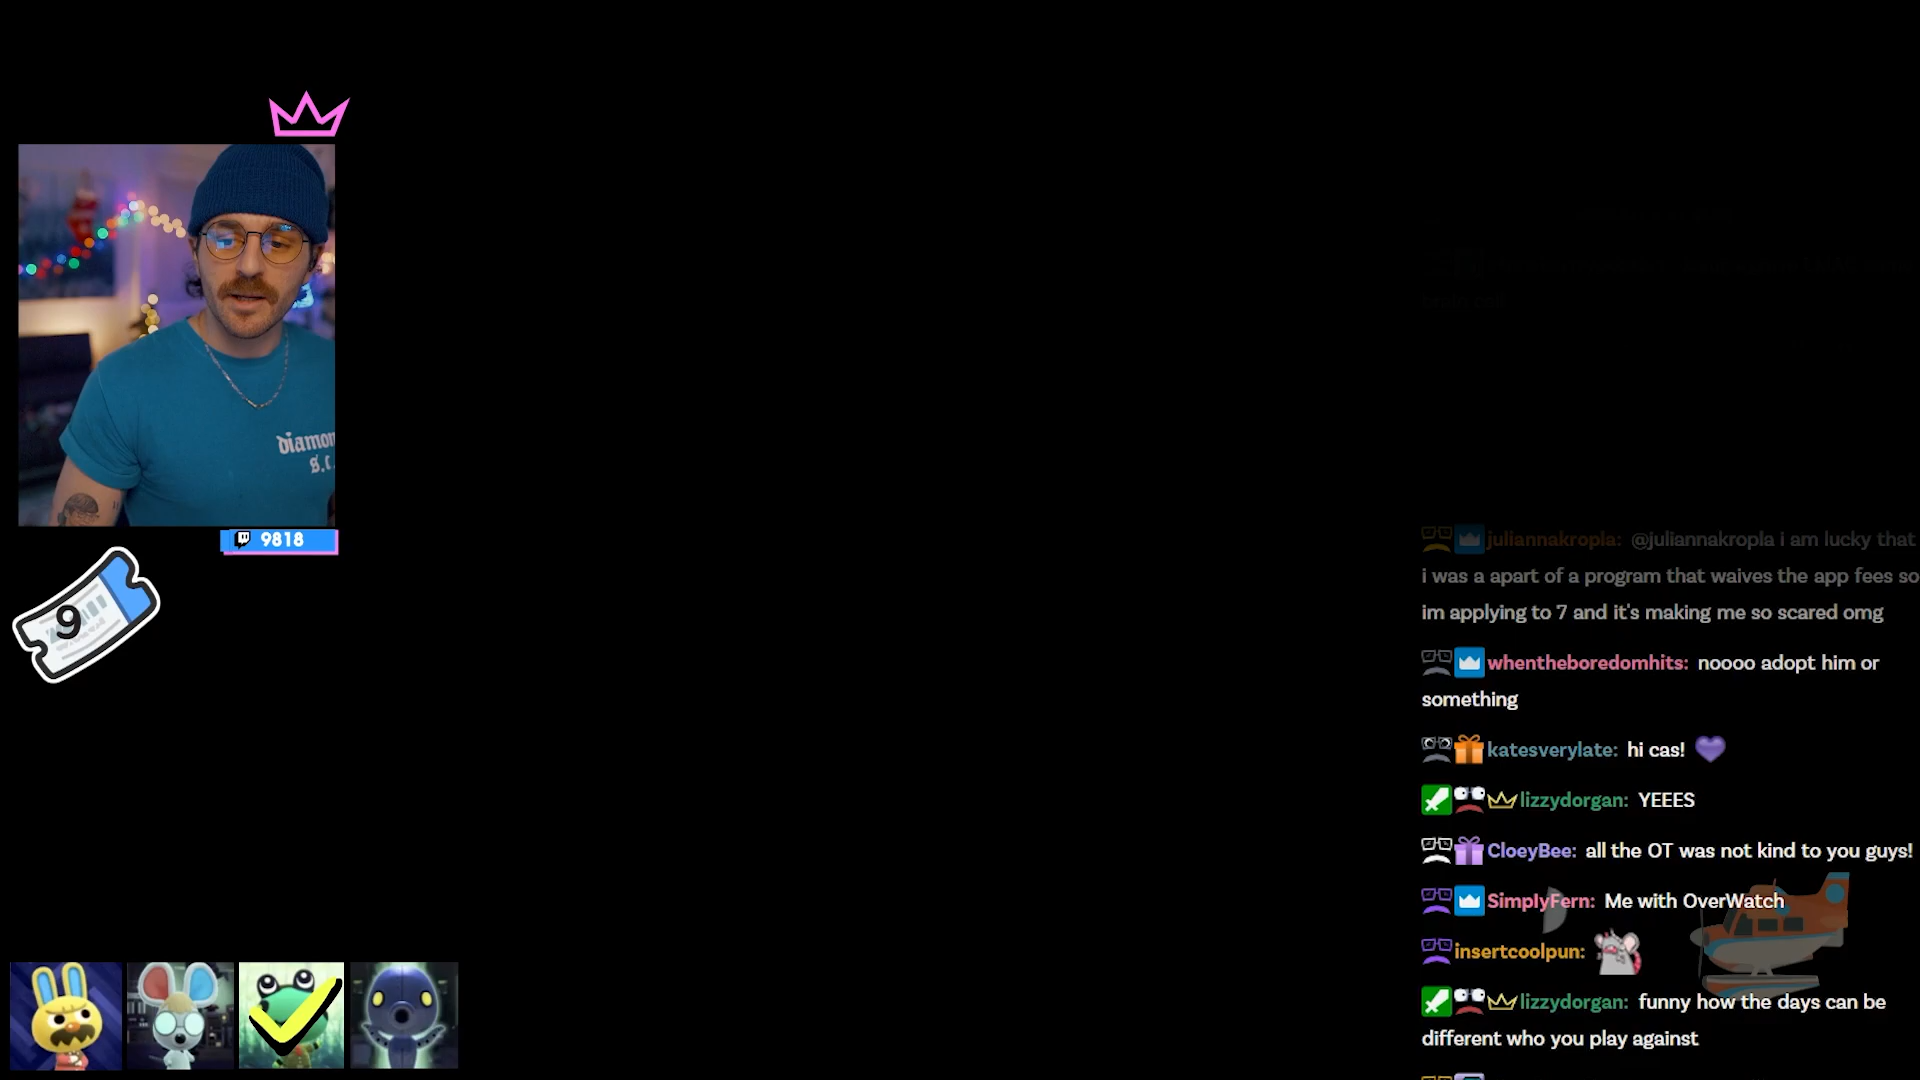 diamon
s.c.
9818
9
juliannakropla: @juliannakropla i am lucky that
i was a apart of a program that waives the app fees so
im applying to 7 and it's making me so scared omg
whentheboredomhits: noooo adopt him or
something
katesverylate: hi cas!
lizzydorgan: YEEES
CloeyBee: all the OT was not kind to you guys!
SimplyFern: Me with OverWatch
insertcoolpun:
lizzydorgan: funny how the days can be
different who you play against